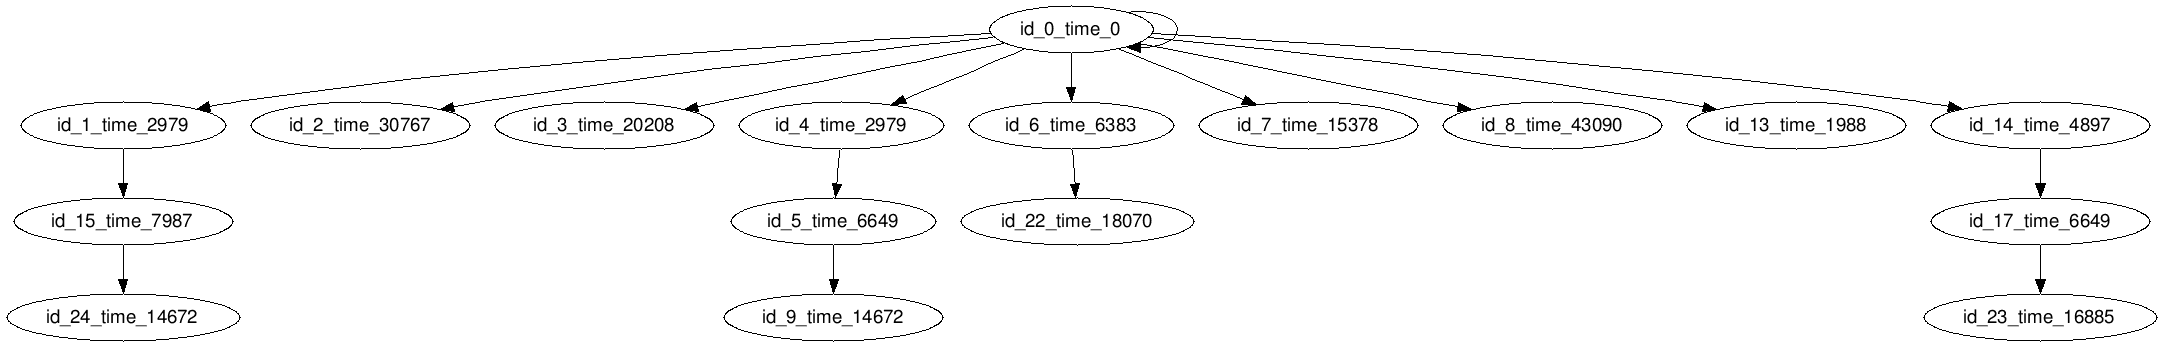 id_0_time_0
id_1_time_2979
id_2_time_30767
id_3_time_20208
id_4_time_2979
id_6_time_6383
id_7_time_15378
id_8_time_43090
id_13_time_1988
id_14_time_4897
id_15_time_7987
id_5_time_6649
id_22_time_18070
id_17_time_6649
id_24_time_14672
id_9_time_14672
id_23_time_16885